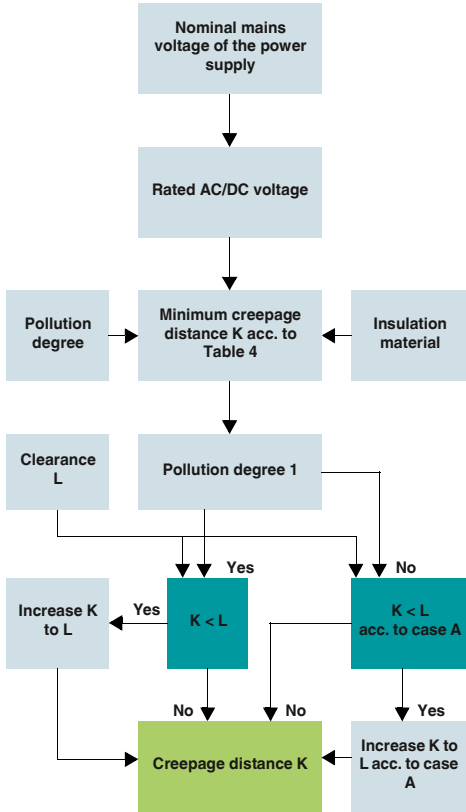 Nominal mains
voltage of the power
supply
Rated AC/DC voltage
Pollution
degree
Minimum creepage
distance K acc. to
Table 4
Insulation
material
Clearance
L
Pollution degree 1
Yes
No
Increase K
to L
Yes
K < L
K < L
acc. to case A
No
No
Yes
Creepage distance K
Increase K to
L acc. to case
A